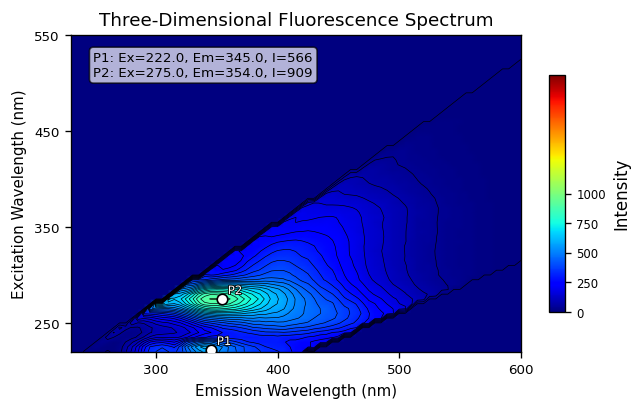 Three-Dimensional Fluorescence Spectrum
P1: Ex=222.0, Em=345.0, I=566
P2: Ex=275.0, Em=354.0, I=909
550
450
350
250
Excitation Wavelength (nm)
P2
P1
300
400
500
600
Emission Wavelength (nm)
1000
750
500
250
0
Intensity